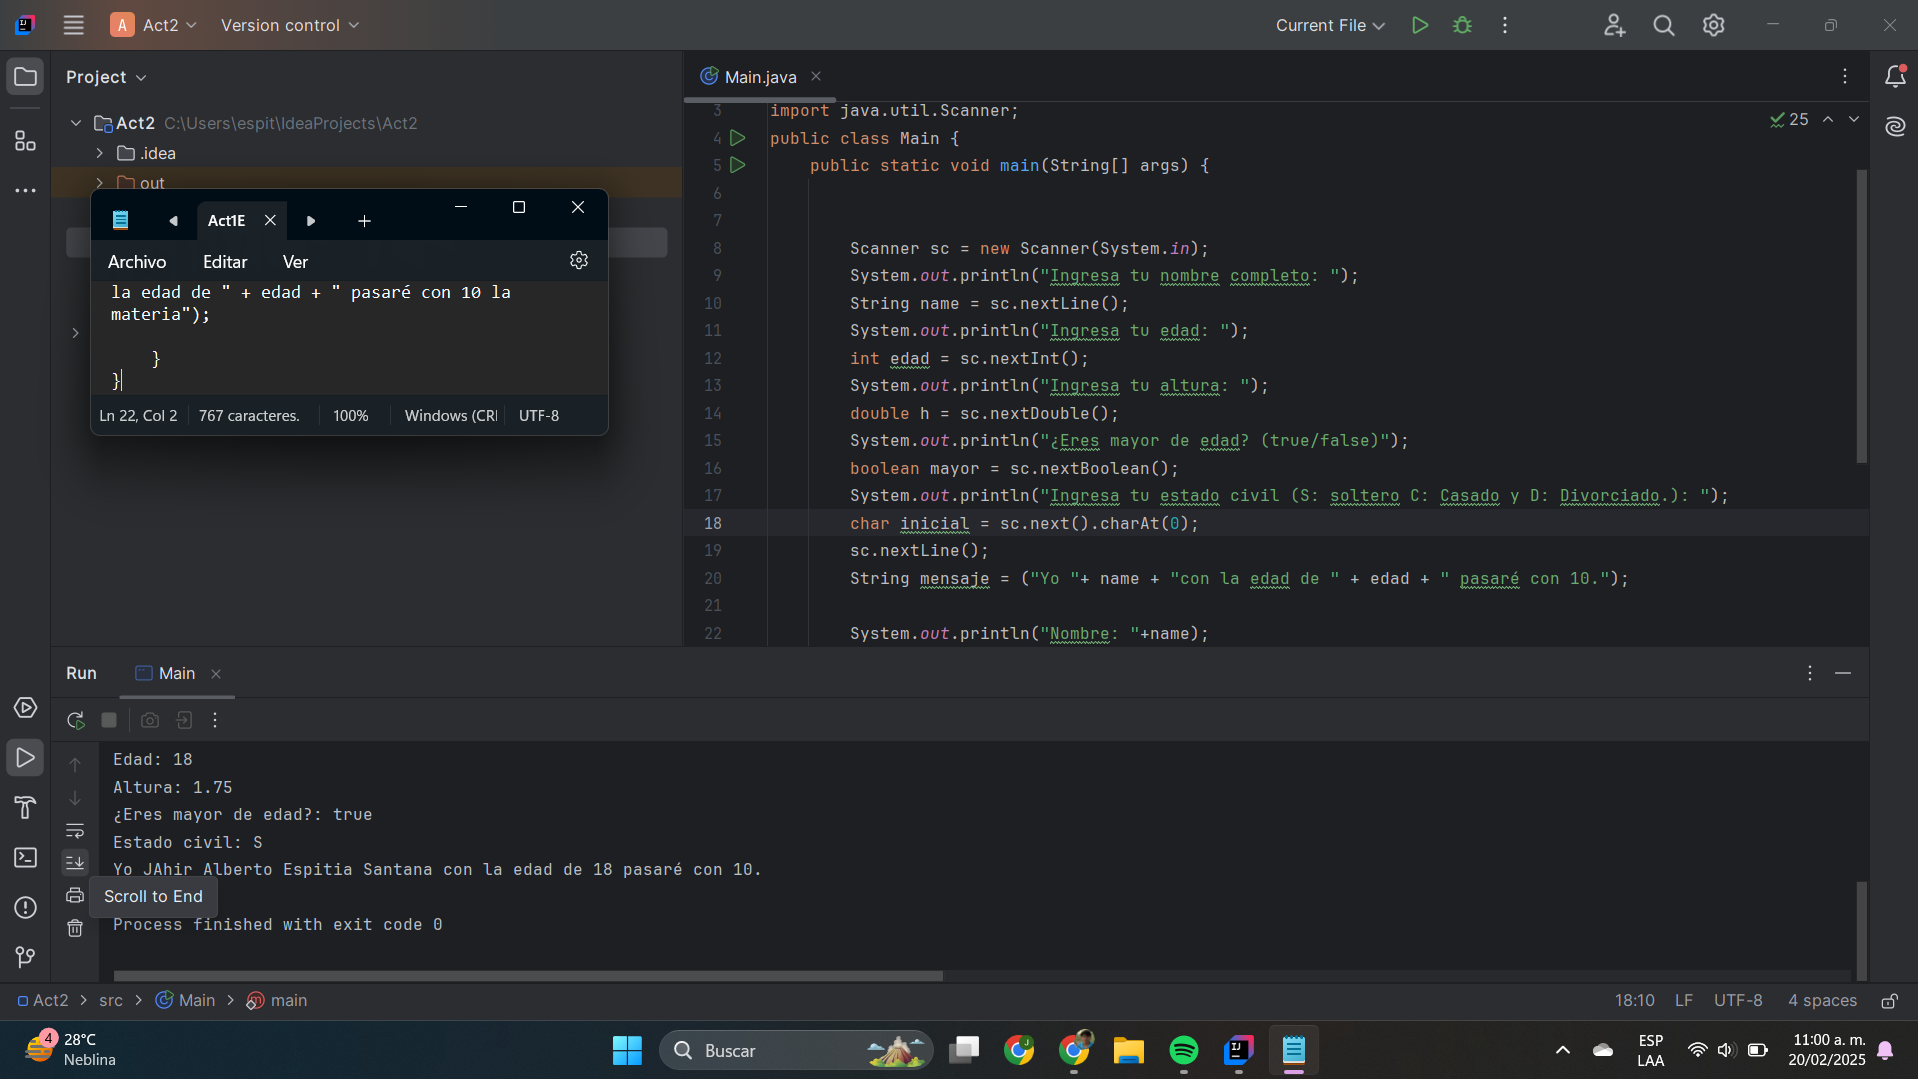 Act2
Version control
Current File
Project
Act2 C:\Users\espit\IdeaProjects\Act2
.idea
out
Act1E
Archivo Editar Ver
la edad de " + edad + " pasaré con 10 la
materia");
}
}
Ln 22, Col 2 767 caracteres. 100% Windows (CRI UTF-8
Main.java
25
3 import java.util.Scanner;
4 public class Main {
5 public static void main(String[] args) {
6
7
8 Scanner sc = new Scanner(System.in);
9 System.out.println("Ingresa tu nombre completo: ");
10 String name = sc.nextLine();
11 System.out.println("Ingresa tu edad: ");
12 int edad = sc.nextInt();
13 System.out.println("Ingresa tu altura: ");
14 double h = sc.nextDouble();
15 System.out.println("¿Eres mayor de edad? (true/false)");
16 boolean mayor = sc.nextBoolean();
17 System.out.println("Ingresa tu estado civil (S: soltero C: Casado y D: Divorciado.): ");
18 char inicial = sc.next().charAt(0);
19 sc.nextLine();
20 String mensaje = ("Yo "+ name + "con la edad de " + edad + " pasaré con 10.");
21
22 System.out.println("Nombre: "+name);
Run Main
Edad: 18
Altura: 1.75
¿Eres mayor de edad?: true
Estado civil: S
Yo JAhir Alberto Espitia Santana con la edad de 18 pasaré con 10.
Scroll to End
Process finished with exit code 0
Act2 > src > Main > main
18:10 LF UTF-8 4 spaces
4
28°C
Neblina
Buscar
ESP
LAA
11:00 a. m.
20/02/2025